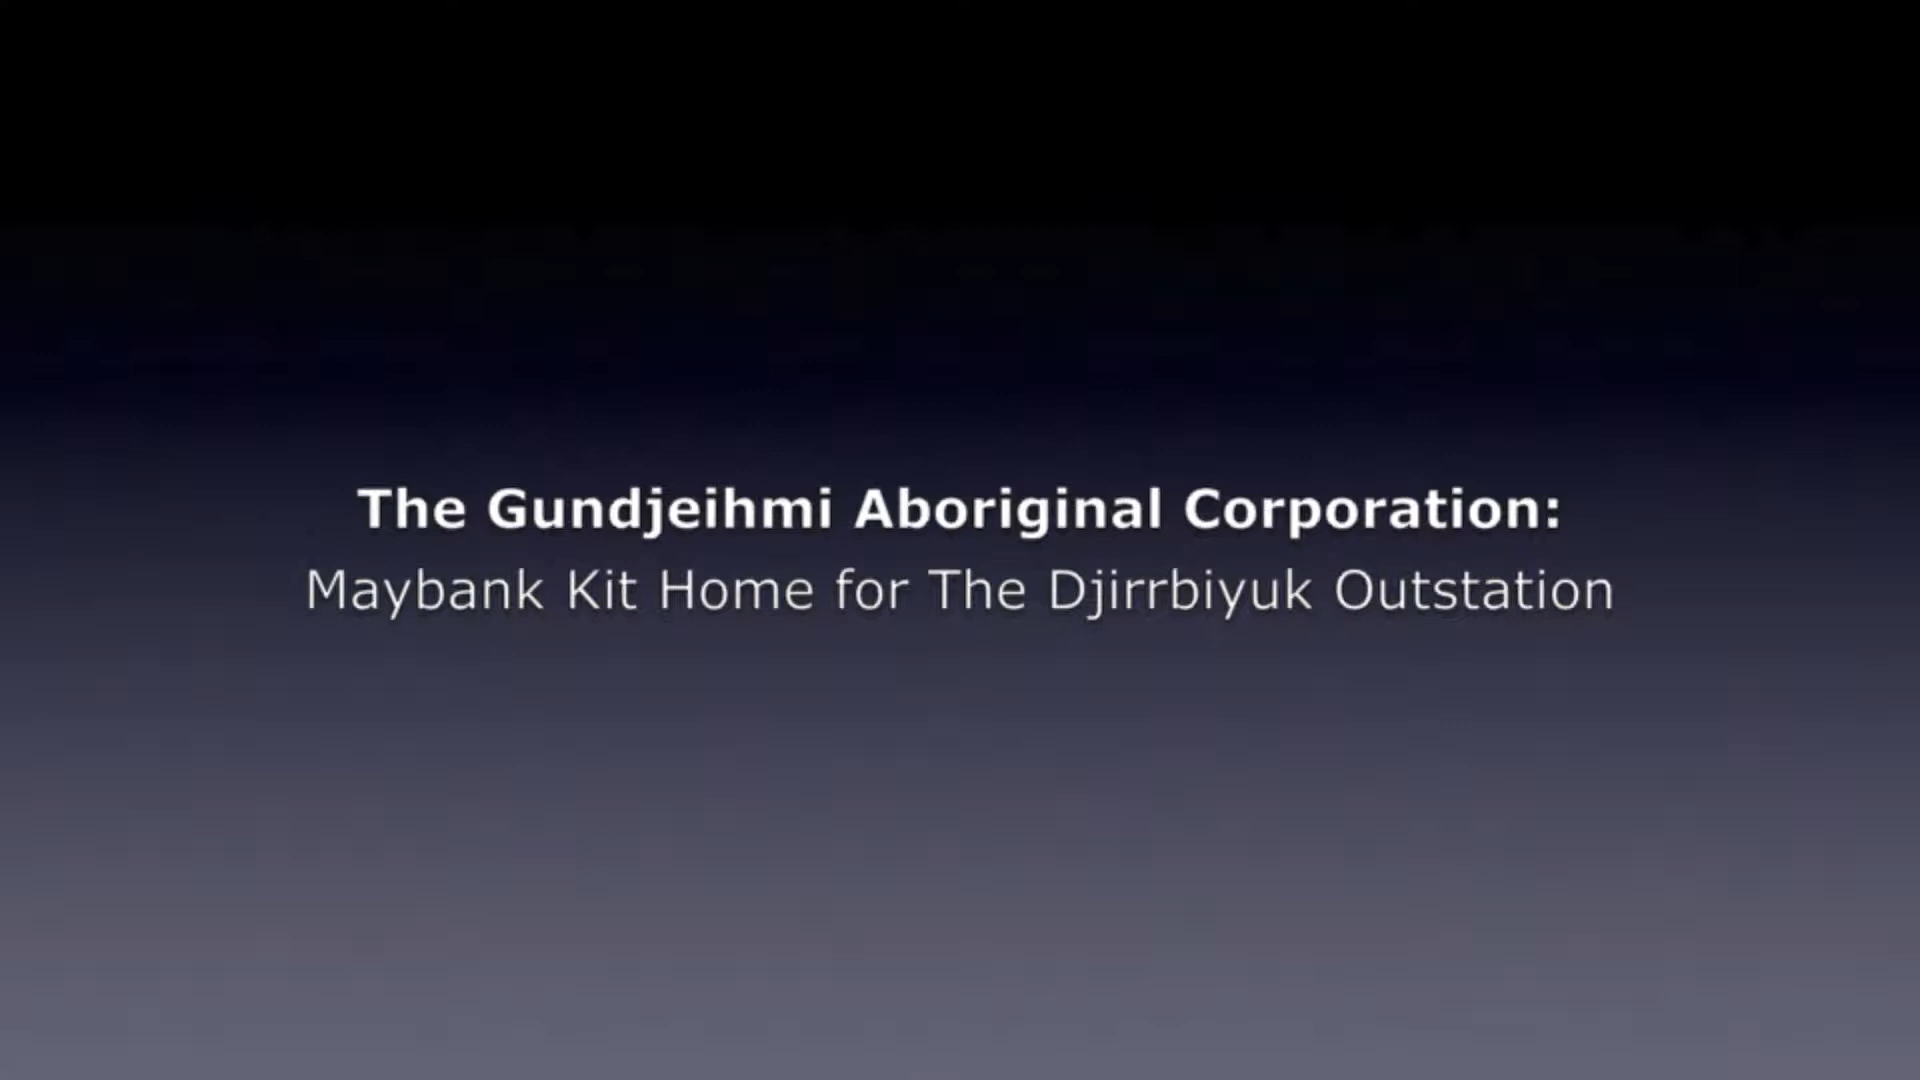 The Gundjeihmi Aboriginal Corporation:
Maybank Kit Home for The Djirrbiyuk Outstation